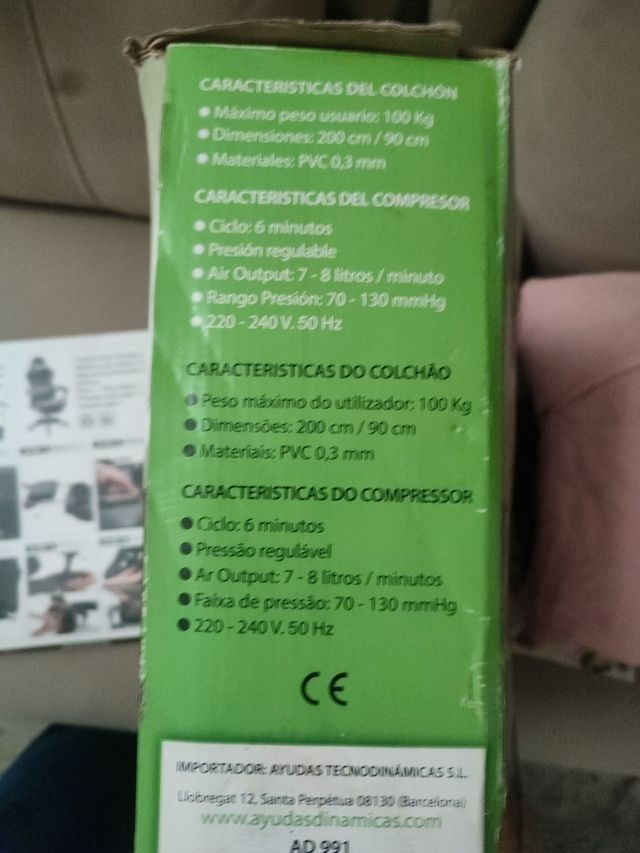 CARACTERISTICAS DEL COLCHÓN
• Máximo peso usuario: 100 Kg
• Dimensiones: 200 cm / 90 cm
• Materiales: PVC 0,3 mm
CARACTERISTICAS DEL COMPRESOR
• Ciclo: 6 minutos
• Presión regulable
• Air Output: 7 - 8 litros / minuto
• Rango Presión: 70 - 130 mmHg
• 220 - 240 V. 50 Hz
CARACTERISTICAS DO COLCHÃO
• Peso máximo do utilizador: 100 Kg
• Dimensões: 200 cm / 90 cm
• Materiais: PVC 0,3 mm
CARACTERISTICAS DO COMPRESSOR
• Ciclo: 6 minutos
• Pressão regulável
• Ar Output: 7 - 8 litros / minutos
• Faixa de pressão: 70 - 130 mmHg
• 220 - 240 V. 50 Hz
CE
IMPORTADOR: AYUDAS TECNODINÁMICAS S.L.
Llobregat 12, Santa Perpétua 08130 (Barcelona)
www.ayudasdinamicas.com
AD 991